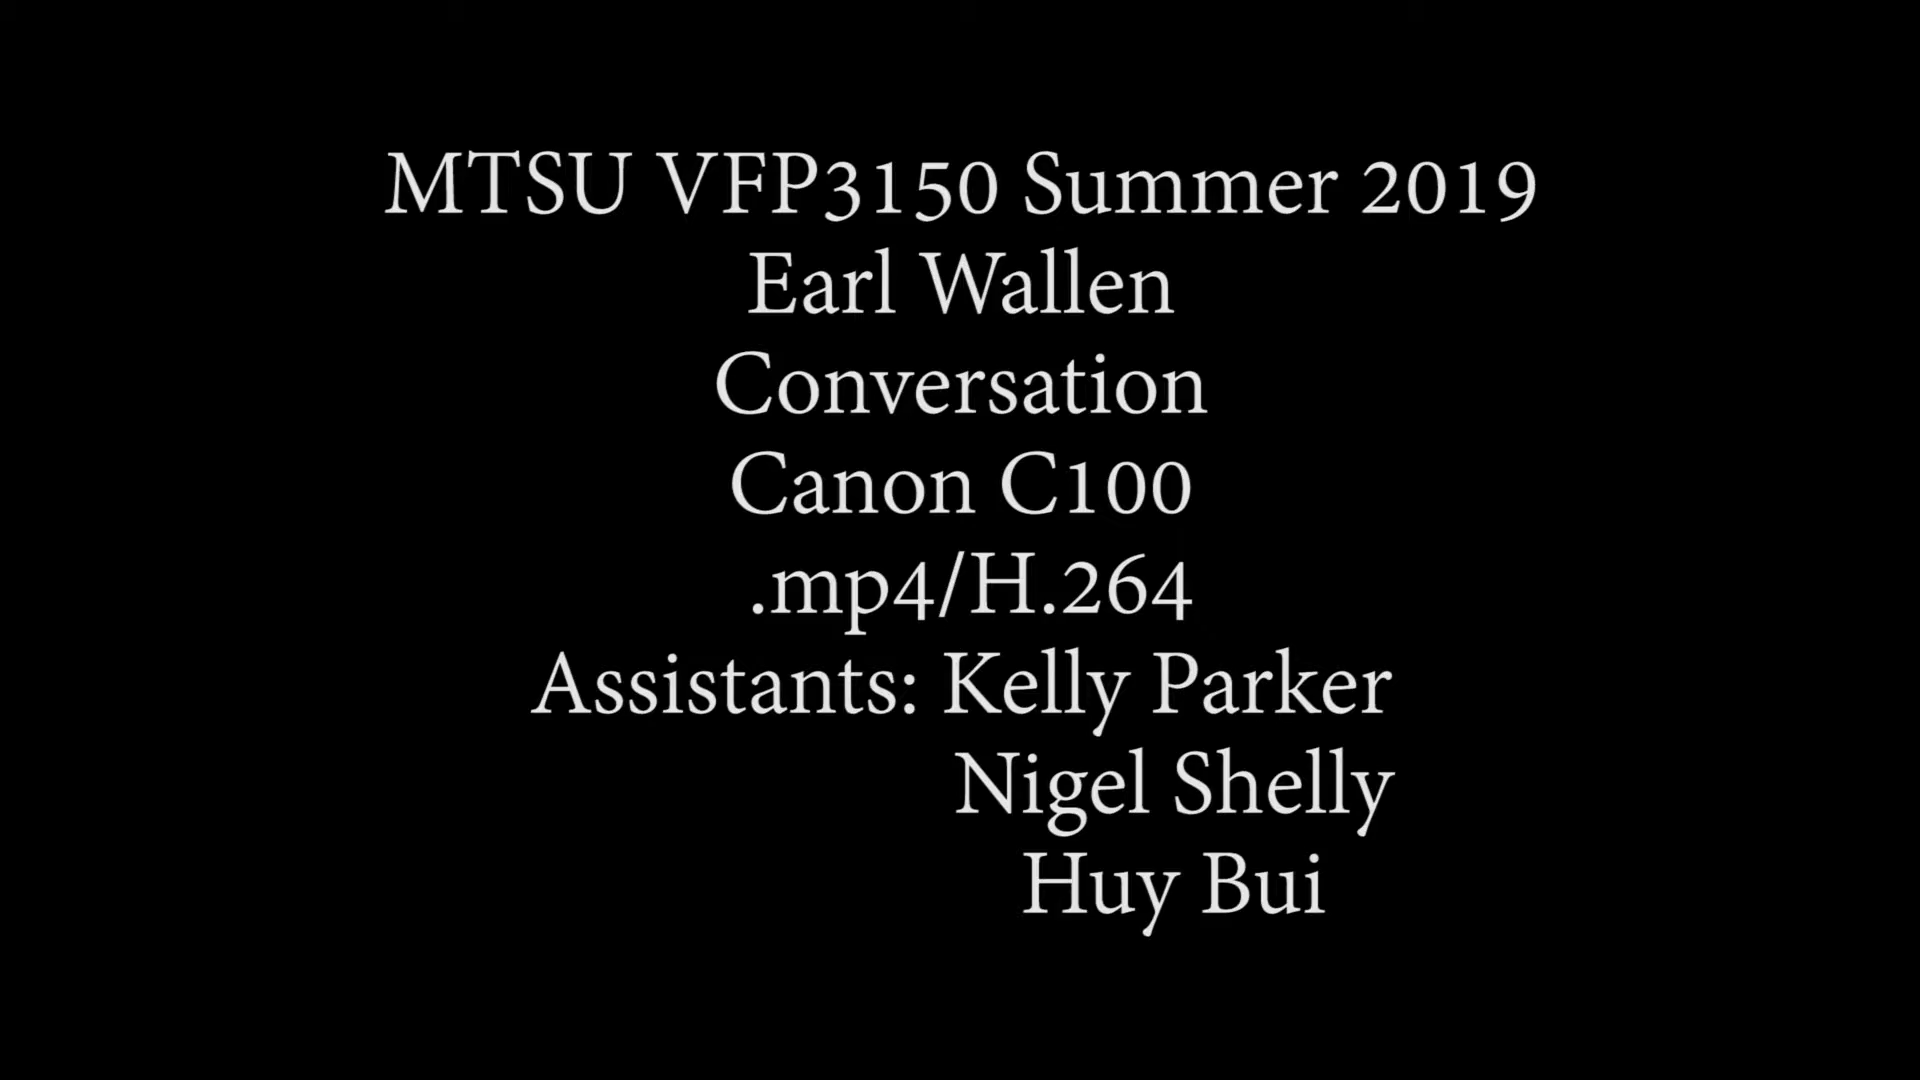 MTSU VFP3150 Summer 2019
Earl Wallen
Conversation
Canon C100
.mp4/H.264
Assistants: Kelly Parker
Nigel Shelly
Huy Bui